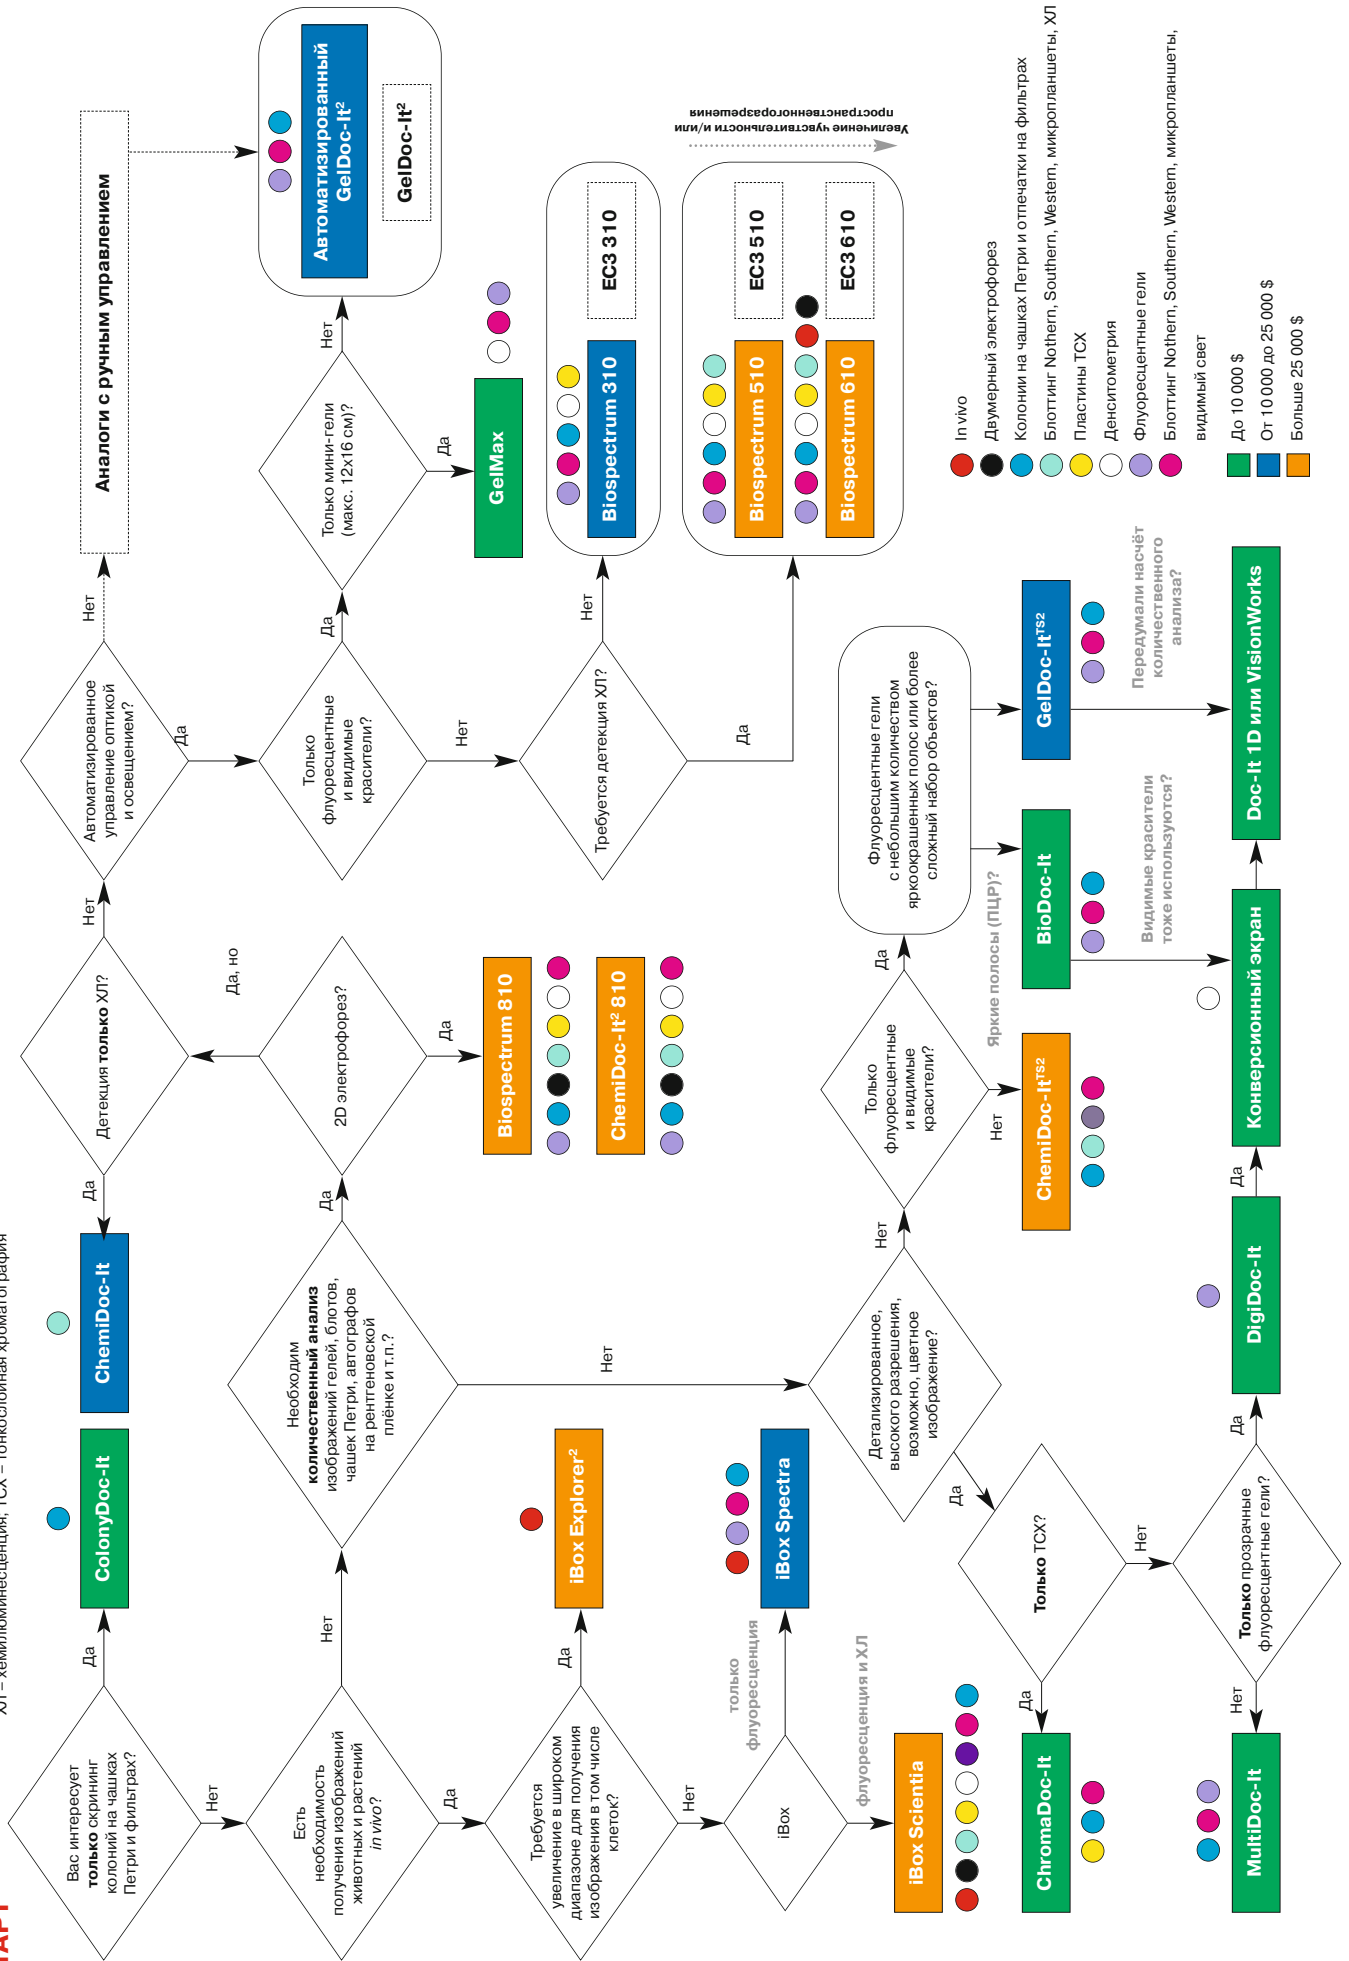 СТАРТ
ХЛ – хемилюминесценция, ТСХ – тонкослойная хроматография
Вас интересует
только скрининг
колоний на чашках
Петри и фильтрах?
Да
ColonyDoc-It
ChemiDoc-It
Да
Детекция только ХЛ?
Нет
Автоматизированное
управление оптикой
и освещением?
Нет
Аналоги с ручным управлением
Нет
Да, но
Да
Есть
необходимость
получения изображений
животных и растений
in vivo?
Нет
Необходим
количественный анализ
изображений гелей, блотов,
чашек Петри, автографов
на рентгеновской
плёнке и т.п.?
Да
2D электрофорез?
Только
флуоресцентные
и видимые
красители?
Да
Только мини-гели
(макс. 12х16 см)?
Нет
Автоматизированный
GelDoc-It²
GelDoc-It²
Да
Да
Нет
Да
GelMax
Biospectrum 810
ChemiDoc-It² 810
Требуется
увеличение в широком
диапазоне для получения
изображения в том числе
клеток?
Да
iBox Explorer²
Нет
Требуется детекция ХЛ?
Нет
Biospectrum 310
EC3 310
Нет
Да
Biospectrum 510
EC3 510
Biospectrum 610
EC3 610
Увеличение чувствительности и/или
пространственногоразрешения
iBox
только
флуоресценция
iBox Spectra
флуоресценция и ХЛ
iBox Scientia
Детализированное,
высокого разрешения,
возможно, цветное
изображение?
Нет
Только
флуоресцентные
и видимые
красители?
Да
Флуоресцентные гели
с небольшим количеством
яркоокрашенных полос или более
сложный набор объектов?
Да
Нет
Яркие полосы (ПЦР)?
ChromaDoc-It
Да
Только ТСХ?
ChemiDoc-Itᵀˢ²
BioDoc-It
GelDoc-Itᵀˢ²
Нет
Видимые красители
тоже используются?
Передумали насчёт
количественного
анализа?
MultiDoc-It
Нет
Только прозрачные
флуоресцентные гели?
Да
DigiDoc-It
Да
Конверсионный экран
Doc-It 1D или VisionWorks
In vivo
Двумерный электрофорез
Колонии на чашках Петри и отпечатки на фильтрах
Блоттинг Nothern, Southern, Western, микропланшеты, ХЛ
Пластины ТСХ
Денситометрия
Флуоресцентные гели
Блоттинг Nothern, Southern, Western, микропланшеты,
видимый свет
До 10 000 $
От 10 000 до 25 000 $
Больше 25 000 $